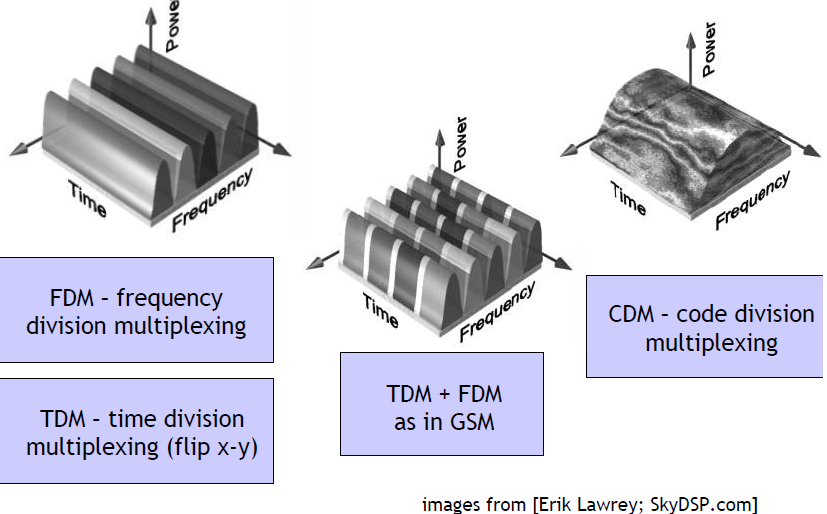 Power
Time
Frequency
FDM – frequency
division multiplexing
TDM – time division
multiplexing (flip x-y)
Power
Time
Frequency
TDM + FDM
as in GSM
Power
Time
Frequency
CDM – code division
multiplexing
images from [Erik Lawrey; SkyDSP.com]